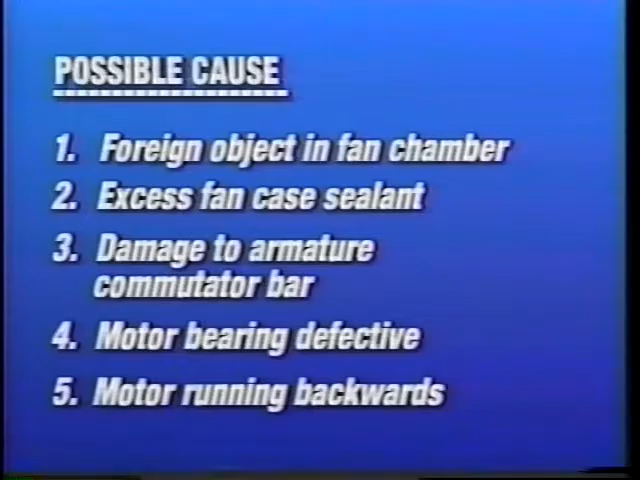 POSSIBLE CAUSE
1. Foreign object in fan chamber
2. Excess fan case sealant
3. Damage to armature
commutator bar
4. Motor bearing defective
5. Motor running backwards